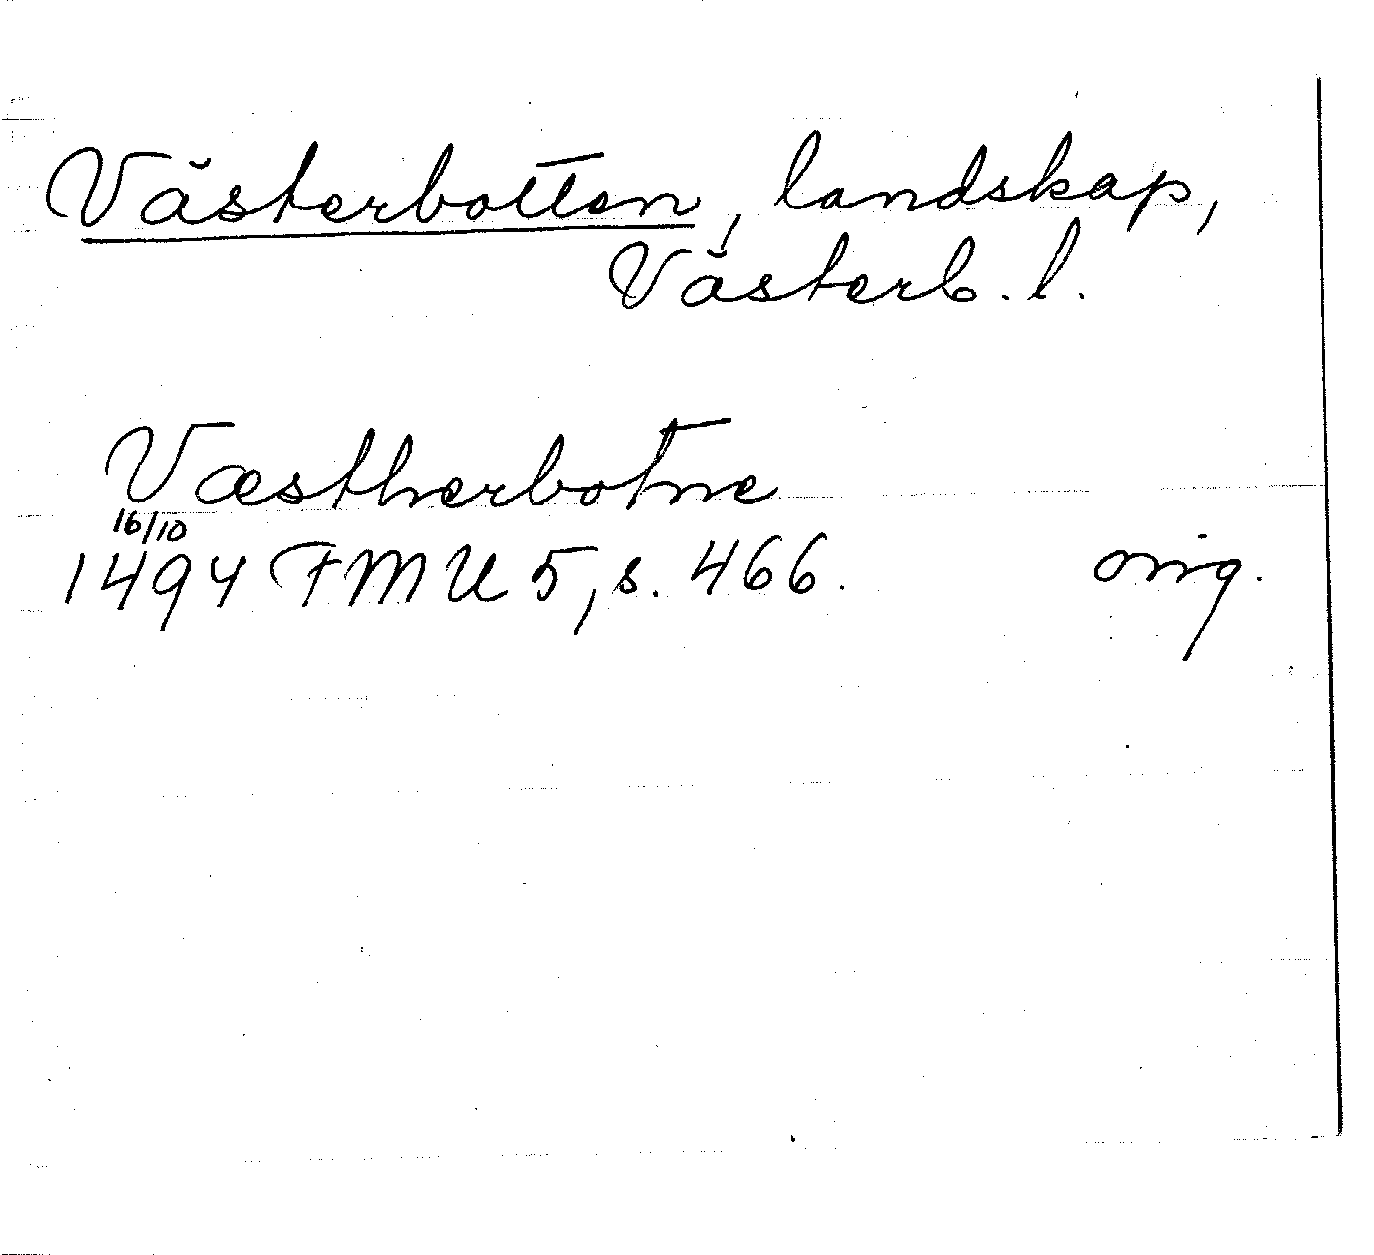 Västerbotten, landskap,
Västerb. l.
Væstherbotne
16/10
1494 FMU 5, s. 466. orig.